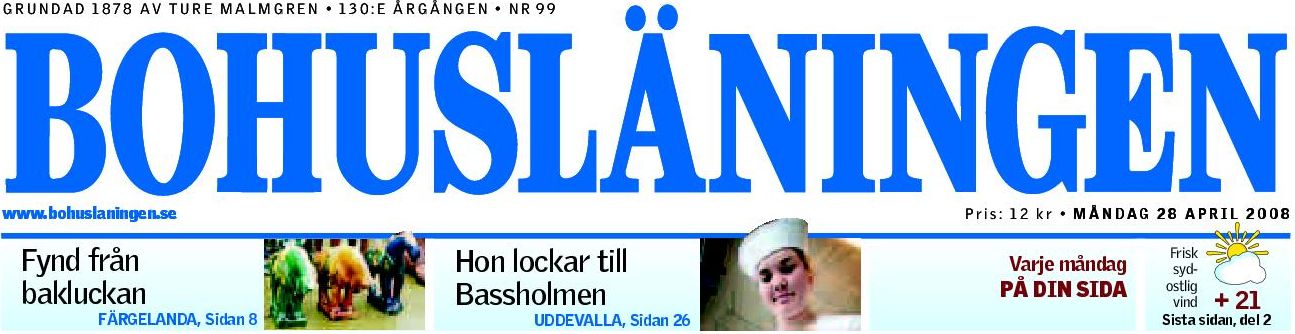 GRUNDAD 1878 AV TURE MALMGREN • 130:E ÅRGÅNGEN • NR 99
BOHUSLÄNINGEN
www.bohuslaningen.se
Pris: 12 kr • MÅNDAG 28 APRIL 2008
Fynd från
bakluckan
FÄRGELANDA, Sidan 8
Hon lockar till
Bassholmen
UDDEVALLA, Sidan 26
Varje måndag
PÅ DIN SIDA
Frisk
syd-
ostlig
vind
+ 21
Sista sidan, del 2